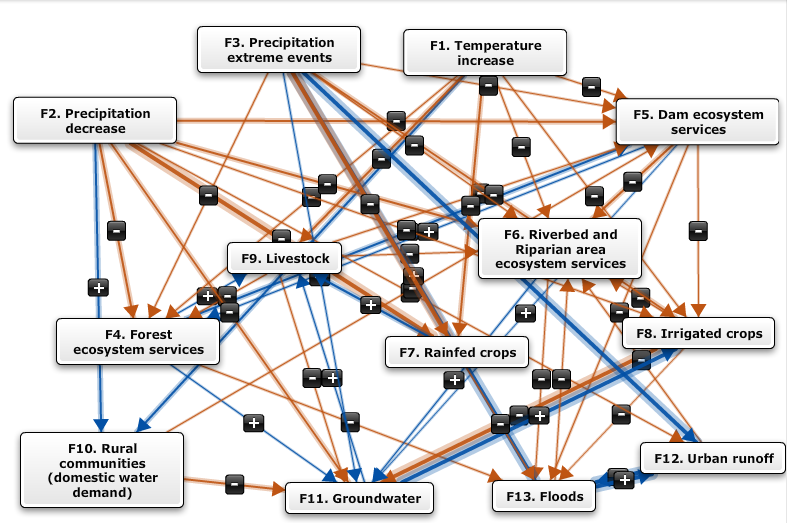 F3. Precipitation
extreme events
F1. Temperature
increase
F2. Precipitation
decrease
F5. Dam ecosystem
services
F6. Riverbed and
Riparian area
ecosystem services
F9. Livestock
F4. Forest
ecosystem services
F8. Irrigated crops
F7. Rainfed crops
F10. Rural
communities
(domestic water
demand)
F12. Urban runoff
F11. Groundwater
F13. Floods